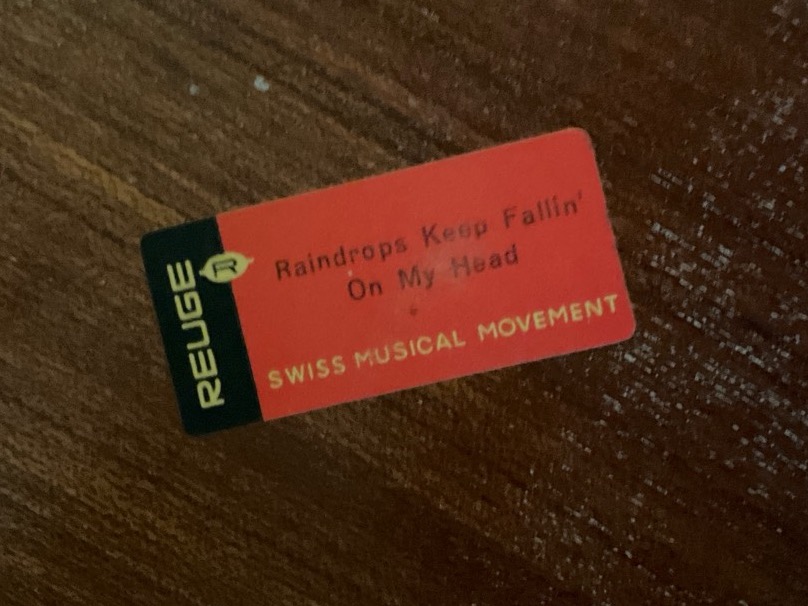 REUGE
R
Raindrops Keep Fallin'
On My Head
SWISS MUSICAL MOVEMENT